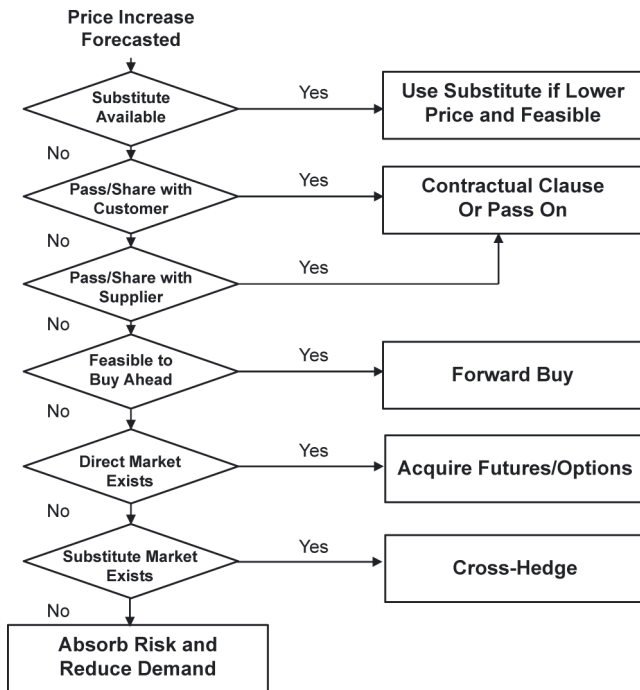 Price Increase
Forecasted
Substitute
Available
Yes
Use Substitute if Lower
Price and Feasible
No
Pass/Share with
Customer
Yes
Contractual Clause
Or Pass On
No
Pass/Share with
Supplier
Yes
No
Feasible to
Buy Ahead
Yes
Forward Buy
No
Direct Market
Exists
Yes
Acquire Futures/Options
No
Substitute Market
Exists
Yes
Cross-Hedge
No
Absorb Risk and
Reduce Demand